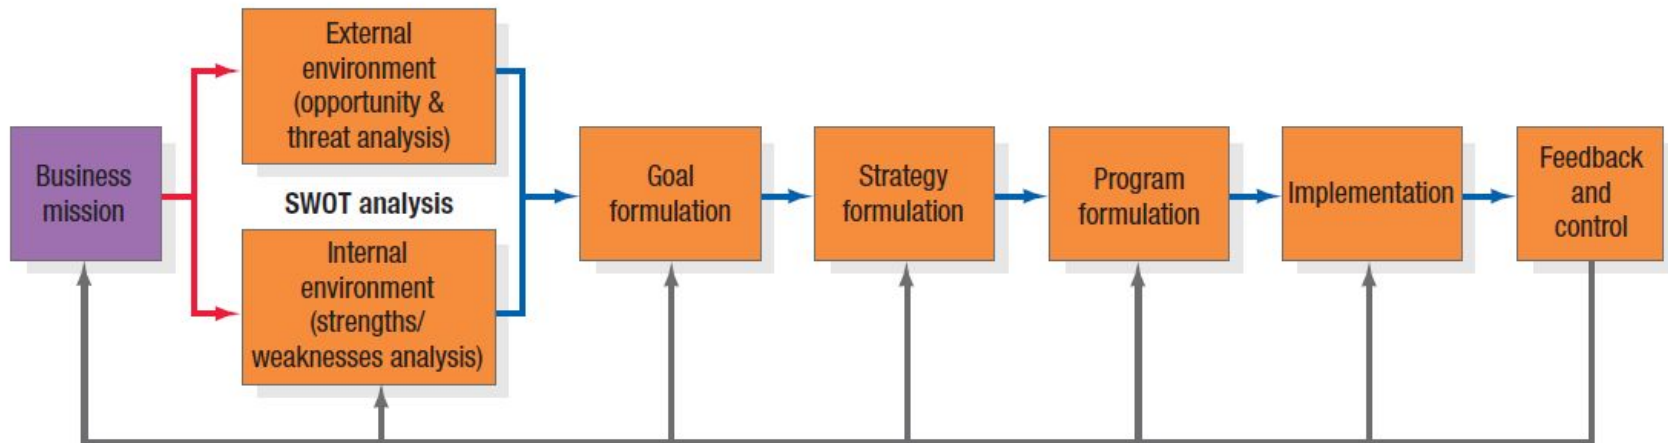 Business
mission
External
environment
(opportunity &
threat analysis)
SWOT analysis
Internal
environment
(strengths/
weaknesses analysis)
Goal
formulation
Strategy
formulation
Program
formulation
Implementation
Feedback
and
control